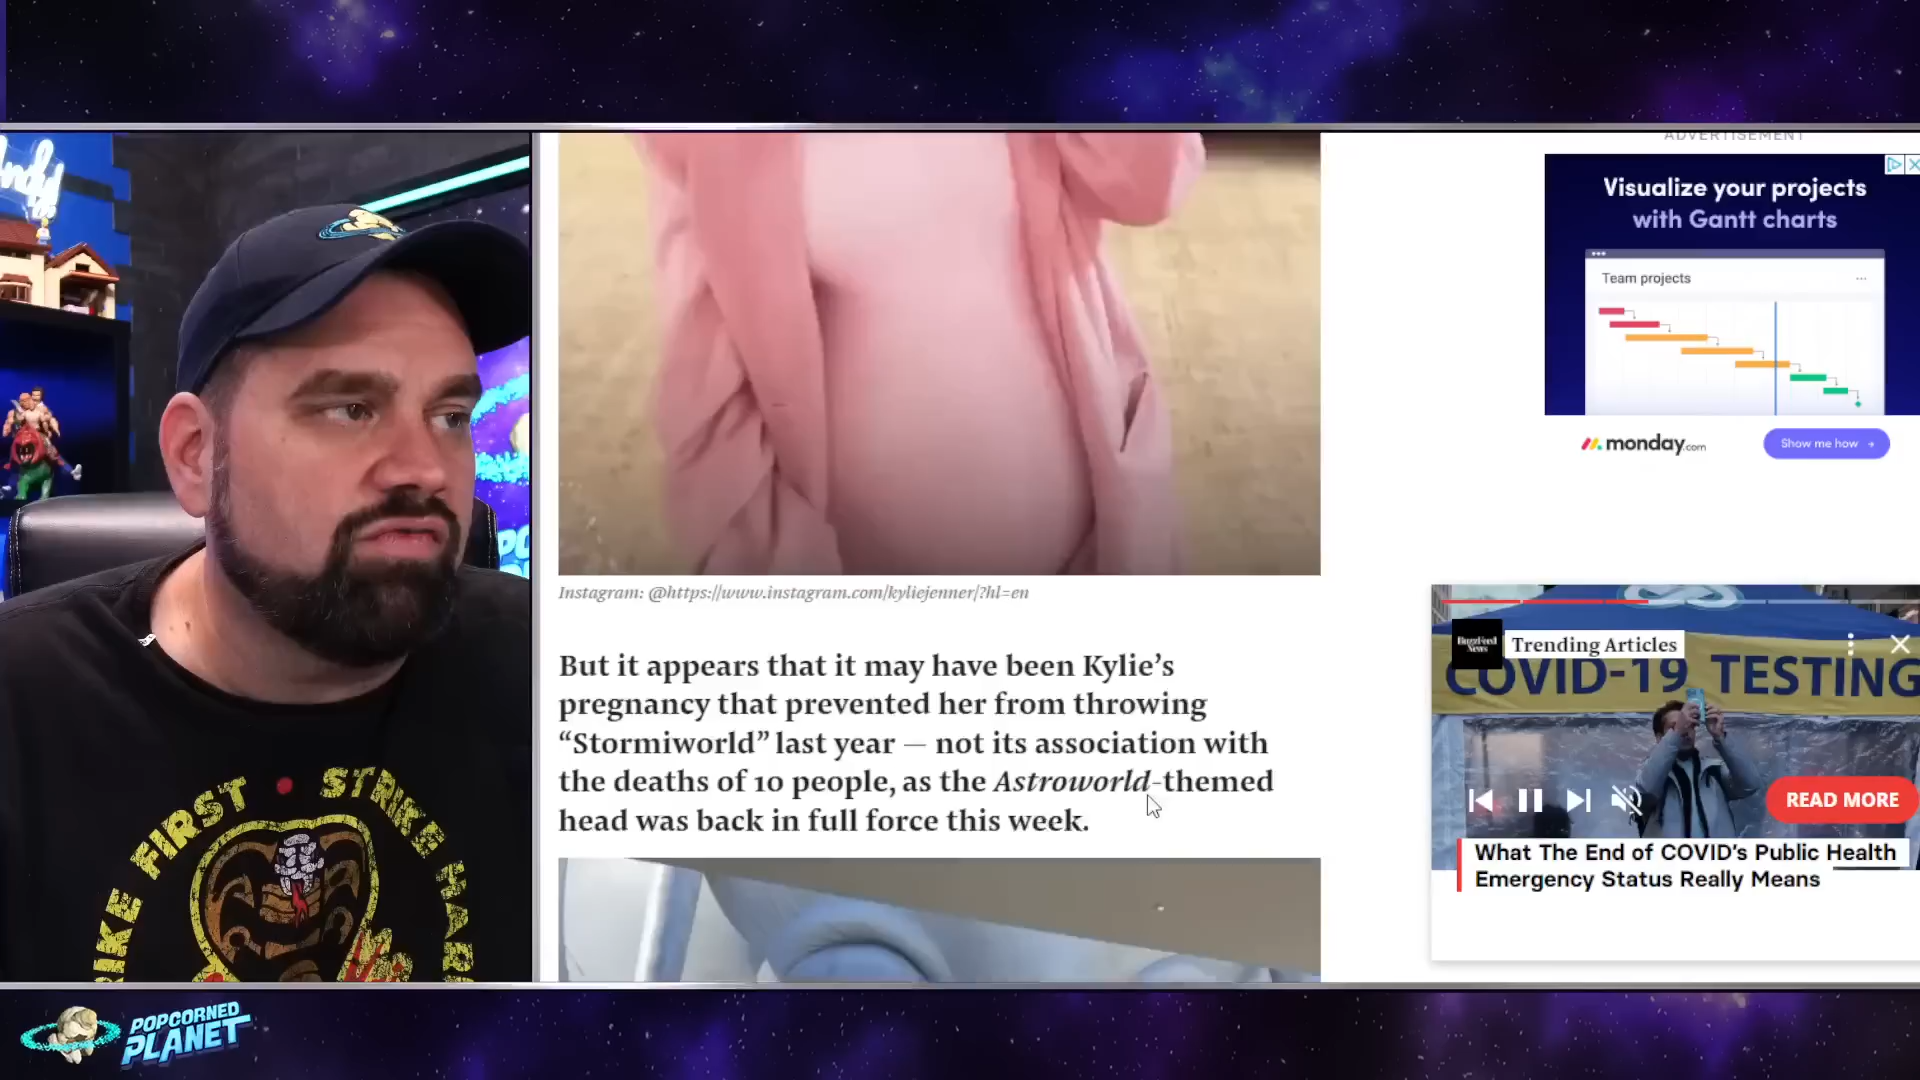 ADVERTISEMENT
Visualize your projects
with Gantt charts
Team projects
monday.com
Show me how →
Instagram: @https://www.instagram.com/kyliejenner/?hl=en
But it appears that it may have been Kylie’s
pregnancy that prevented her from throwing
“Stormiworld” last year — not its association with
the deaths of 10 people, as the Astroworld-themed
head was back in full force this week.
BuzzFeed
News
Trending Articles
COVID-19 TESTING
READ MORE
What The End of COVID’s Public Health
Emergency Status Really Means
STRIKE FIRST • STRIKE HARD
POPCORNED
PLANET